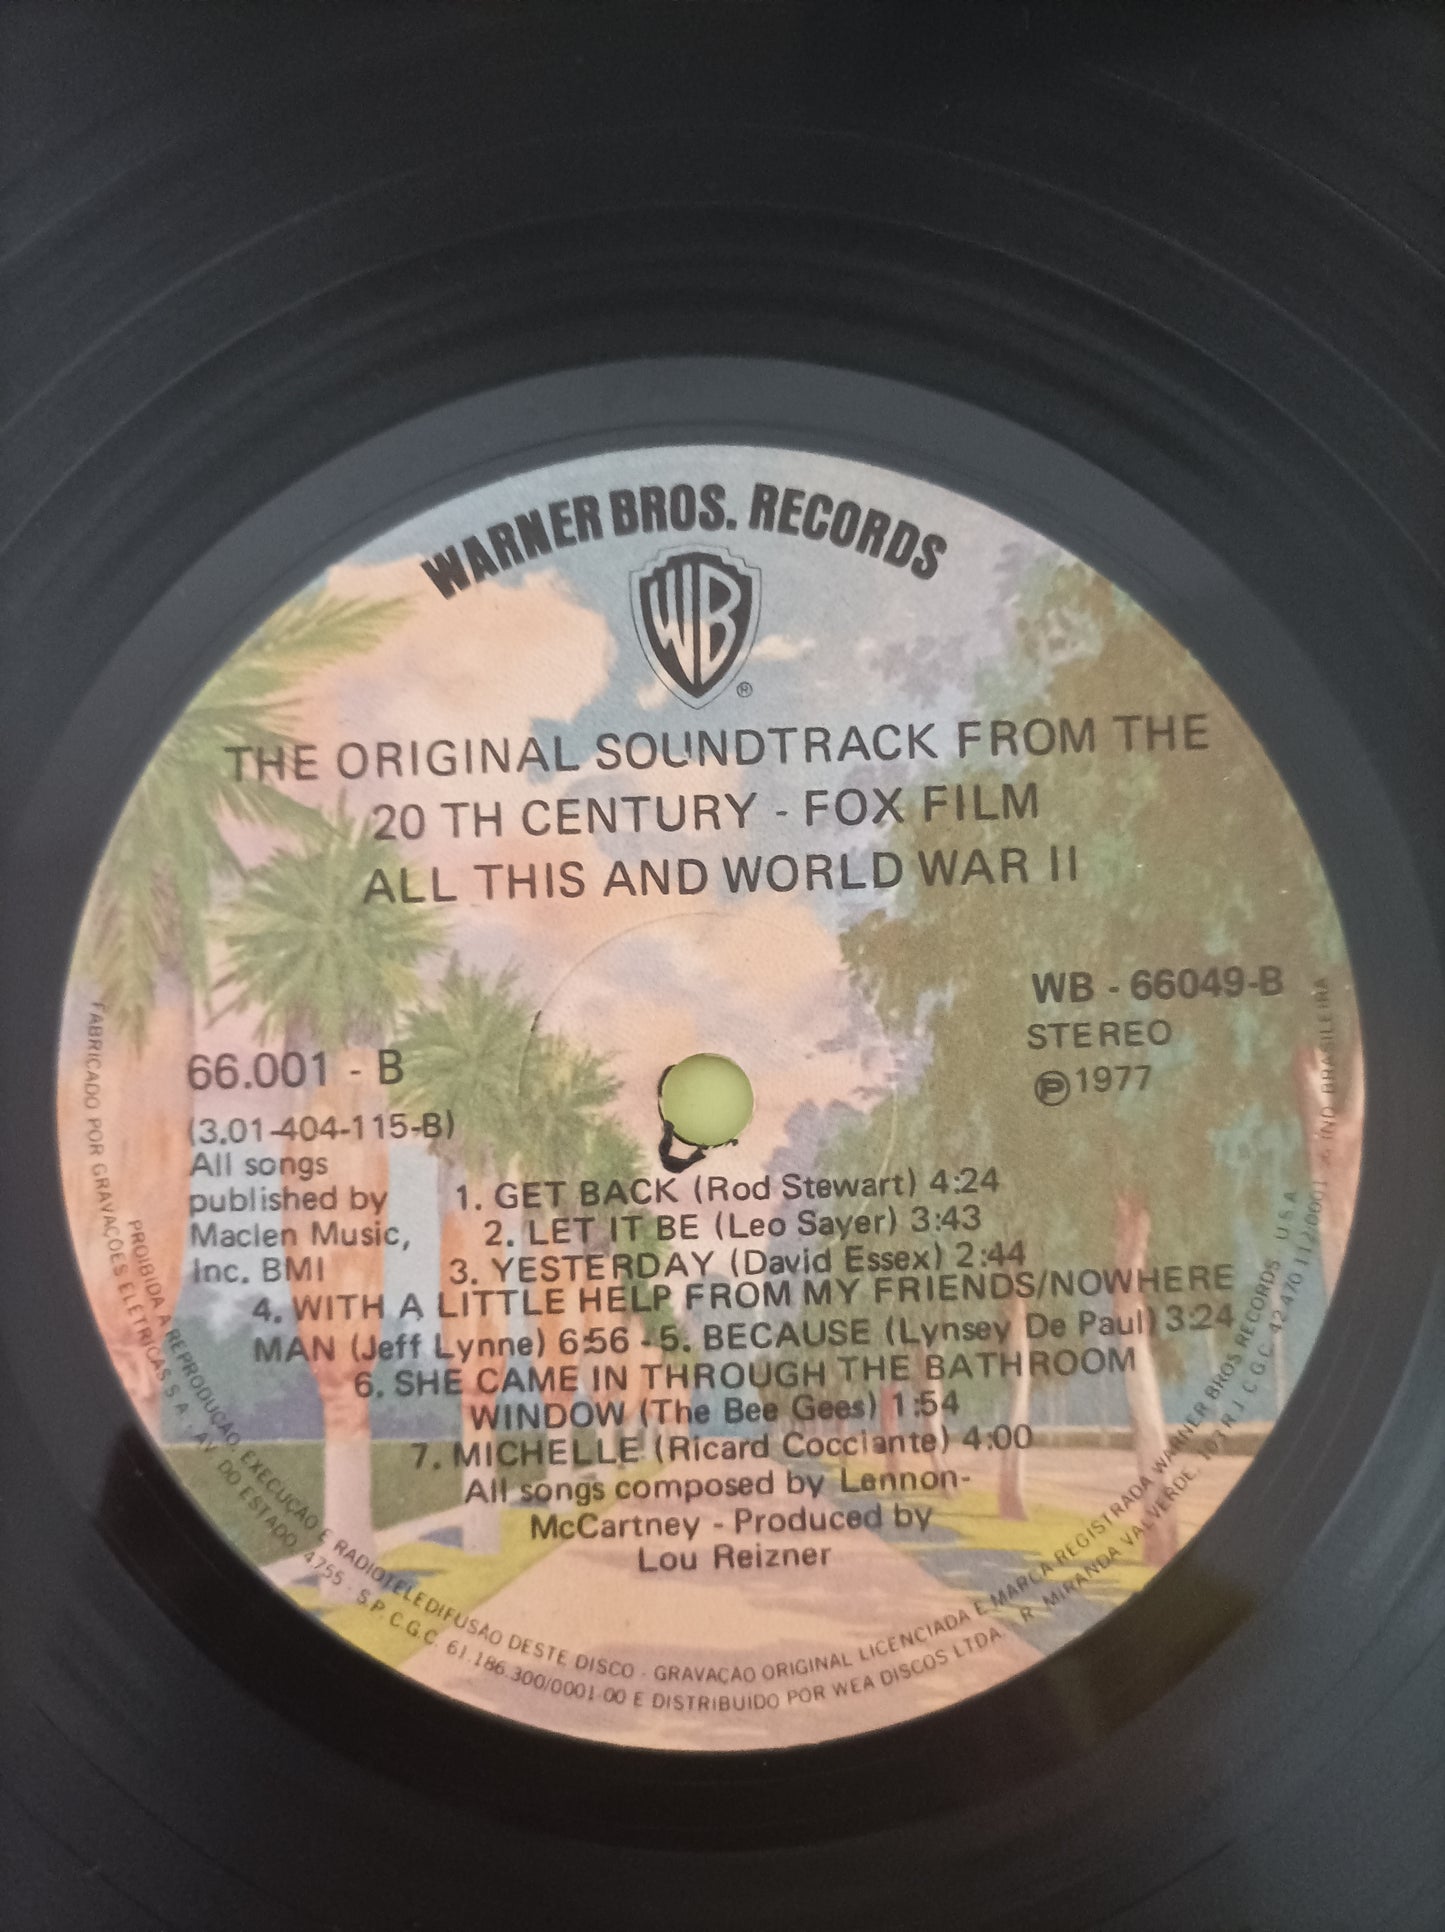 WARNER BROS. RECORDS
WB
®
THE ORIGINAL SOUNDTRACK FROM THE
20 TH CENTURY - FOX FILM
ALL THIS AND WORLD WAR II
WB - 66049-B
STEREO
Ⓟ1977
66.001 - B
(3.01-404-115-B)
All songs
published by
Maclen Music,
Inc. BMI
1. GET BACK (Rod Stewart) 4:24
2. LET IT BE (Leo Sayer) 3:43
3. YESTERDAY (David Essex) 2:44
4. WITH A LITTLE HELP FROM MY FRIENDS/NOWHERE
MAN (Jeff Lynne) 6:56 - 5. BECAUSE (Lynsey De Paul) 3:24
6. SHE CAME IN THROUGH THE BATHROOM
WINDOW (The Bee Gees) 1:54
7. MICHELLE (Ricard Cocciante) 4:00
All songs composed by Lennon-
McCartney - Produced by
Lou Reizner
PROIBIDA A REPRODUÇÃO, EXECUÇÃO E RADIOTELEDIFUSÃO DESTE DISCO - GRAVAÇÃO ORIGINAL LICENCIADA E MARCA REGISTRADA WARNER BROS RECORDS U S A
FABRICADO POR GRAVAÇÕES ELETRICAS S A - AV DO ESTADO 4755 - S.P. C.G.C. 61.186.300/0001-00 E DISTRIBUIDO POR WEA DISCOS LTDA. R. MIRANDA VALVERDE, 103 RJ C G C 42 470 112/0001 IND BRASILEIRA